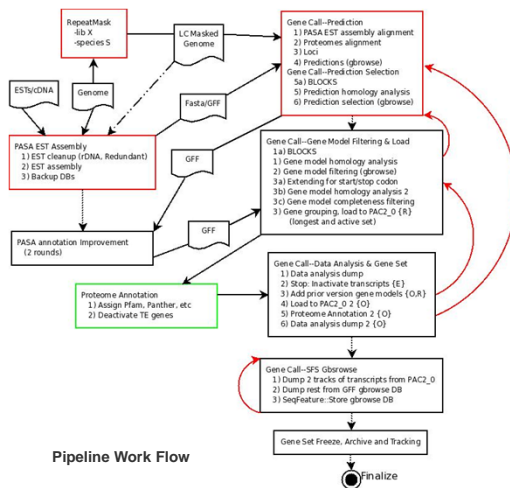 RepeatMask
-lib X
-species S
LC Masked
Genome
Gene Call--Prediction
1) PASA EST assembly alignment
2) Proteomes alignment
3) Loci
4) Predictions (gbrowse)
Gene Call--Prediction Selection
5a) BLOCKS
5) Prediction homology analysis
6) Prediction selection (gbrowse)
ESTs/cDNA
Genome
Fasta/GFF
PASA EST Assembly
1) EST cleanup (rDNA, Redundant)
2) EST assembly
3) Backup DBs
GFF
Gene Call--Gene Model Filtering & Load
1a) BLOCKS
1) Gene model homology analysis
2) Gene model filtering (gbrowse)
3a) Extending for start/stop codon
3b) Gene model homology analysis 2
3c) Gene model completeness filtering
3) Gene grouping, load to PAC2_0 {R}
(longest and active set)
PASA annotation Improvement
(2 rounds)
GFF
Proteome Annotation
1) Assign Pfam, Panther, etc
2) Deactivate TE genes
Gene Call--Data Analysis & Gene Set
1) Data analysis dump
2) Stop: Inactivate transcripts {E}
3) Add prior version gene models {O,R}
4) Load to PAC2_0 2 {O}
5) Proteome Annotation 2 {O}
6) Data analysis dump 2 {O}
Gene Call--SFS Gbsrowse
1) Dump 2 tracks of transcripts from PAC2_0
2) Dump rest from GFF gbrowse DB
3) SeqFeature::Store gbrowse DB
Gene Set Freeze, Archive and Tracking
Pipeline Work Flow
Finalize